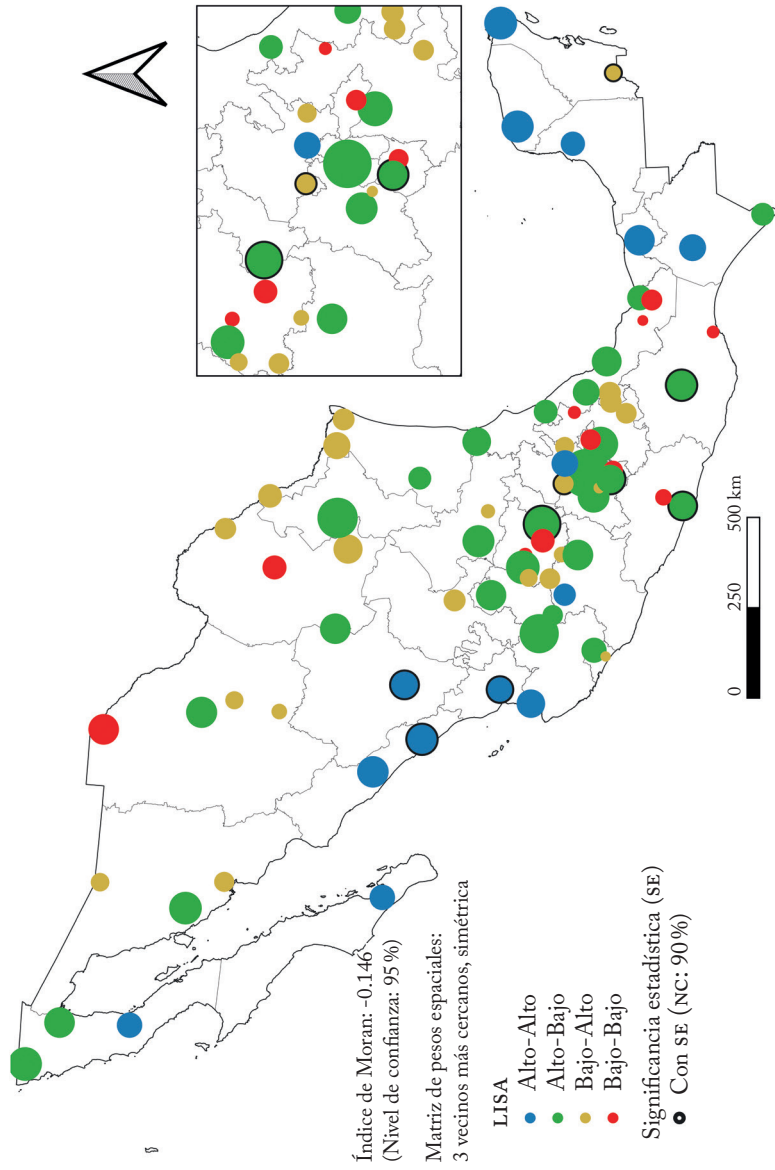 0
250
500 km
Índice de Moran: -0.146
(Nivel de confianza: 95%)
Matriz de pesos espaciales:
3 vecinos más cercanos, simétrica
LISA
Alto-Alto
Alto-Bajo
Bajo-Alto
Bajo-Bajo
Significancia estadística (SE)
Con SE (NC: 90%)